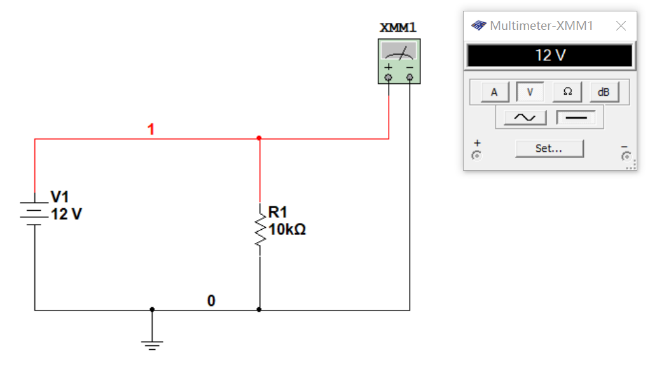 XMM1
Multimeter-XMM1
12 V
A V Ω dB
Set...
+ −
+ −
1
V1
12 V
R1
10kΩ
0